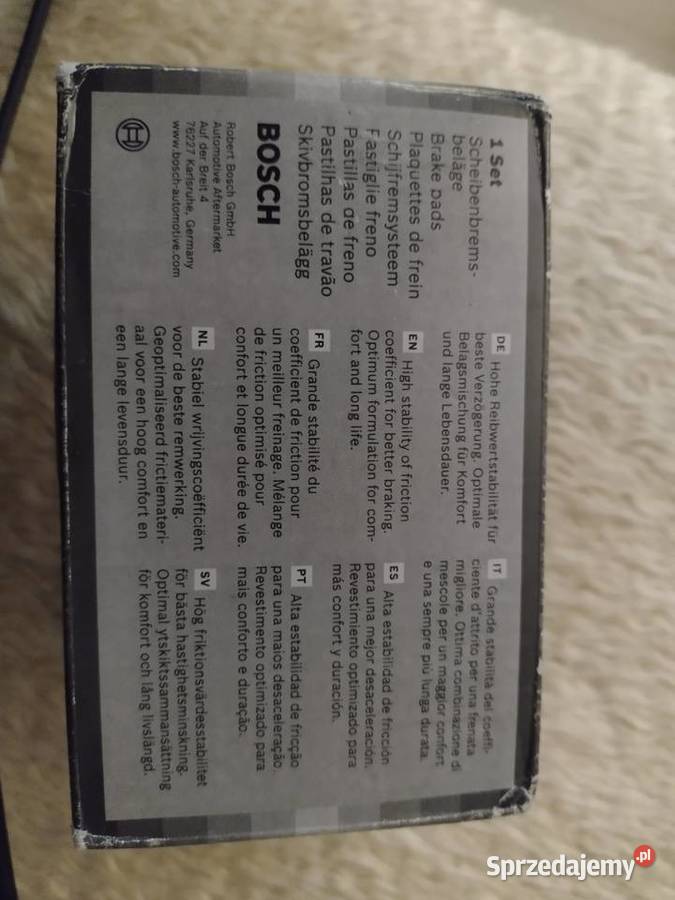 1 Set
Scheibenbrems-
beläge
Brake pads
Plaquettes de frein
Schijfremsysteem
Pastiglie freno
Pastillas de freno
Pastilhas de travão
Skivbromsbelägg
BOSCH
Robert Bosch GmbH
Automotive Aftermarket
Auf der Breit 4
76227 Karlsruhe, Germany
www.bosch-automotive.com
DE Hohe Reibwertstabilität für
beste Verzögerung. Optimale
Belagsmischung für Komfort
und lange Lebensdauer.
EN High stability of friction
coefficient for better braking.
Optimum formulation for com-
fort and long life.
FR Grande stabilité du
coefficient de friction pour
un meilleur freinage. Mélange
de friction optimisé pour
confort et longue durée de vie.
NL Stabiel wrijvingscoëfficiënt
voor de beste remwerking.
Geoptimaliseerd frictiemateri-
aal voor een hoog comfort en
een lange levensduur.
IT Grande stabilità del coeffi-
ciente d'attrito per una frenata
migliore. Ottima combinazione di
mescole per un maggior confort
e una sempre più lunga durata.
ES Alta estabilidad de fricción
para una mejor desaceleración.
Revestimiento optimizado para
más confort y duración.
PT Alta estabilidad de fricção
para una maios desaceleração.
Revestimento optimizado para
mais conforto e duração.
SV Hög friktionsvärdesstabilitet
för bästa hastighetsminskning.
Optimal ytskiktssammansättning
för komfort och lång livslängd.
Sprzedajemy.pl